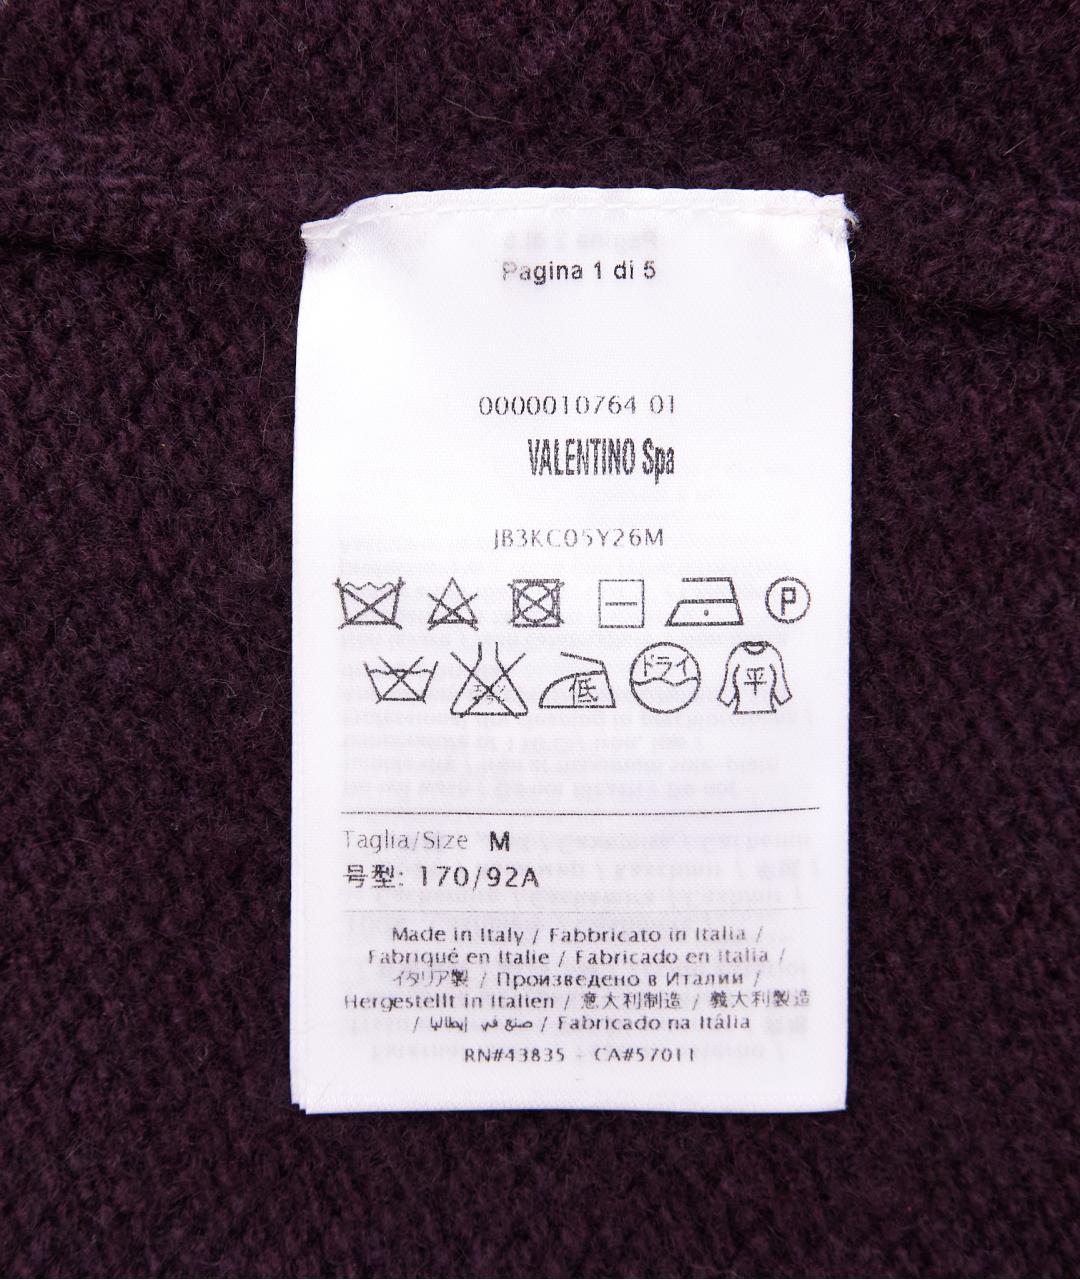 Pagina 1 di 5
0000010764 01
VALENTINO Spa
JB3KC05Y26M
P
低 ドライ 平
Taglia/Size M
号型: 170/92A
Made in Italy / Fabbricato in Italia /
Fabriqué en Italie / Fabricado en Italia /
イタリア製 / Произведено в Италии /
Hergestellt in Italien / 意大利制造 / 義大利製造
/ صنع في إيطاليا / Fabricado na Itália
RN#43835 - CA#57011